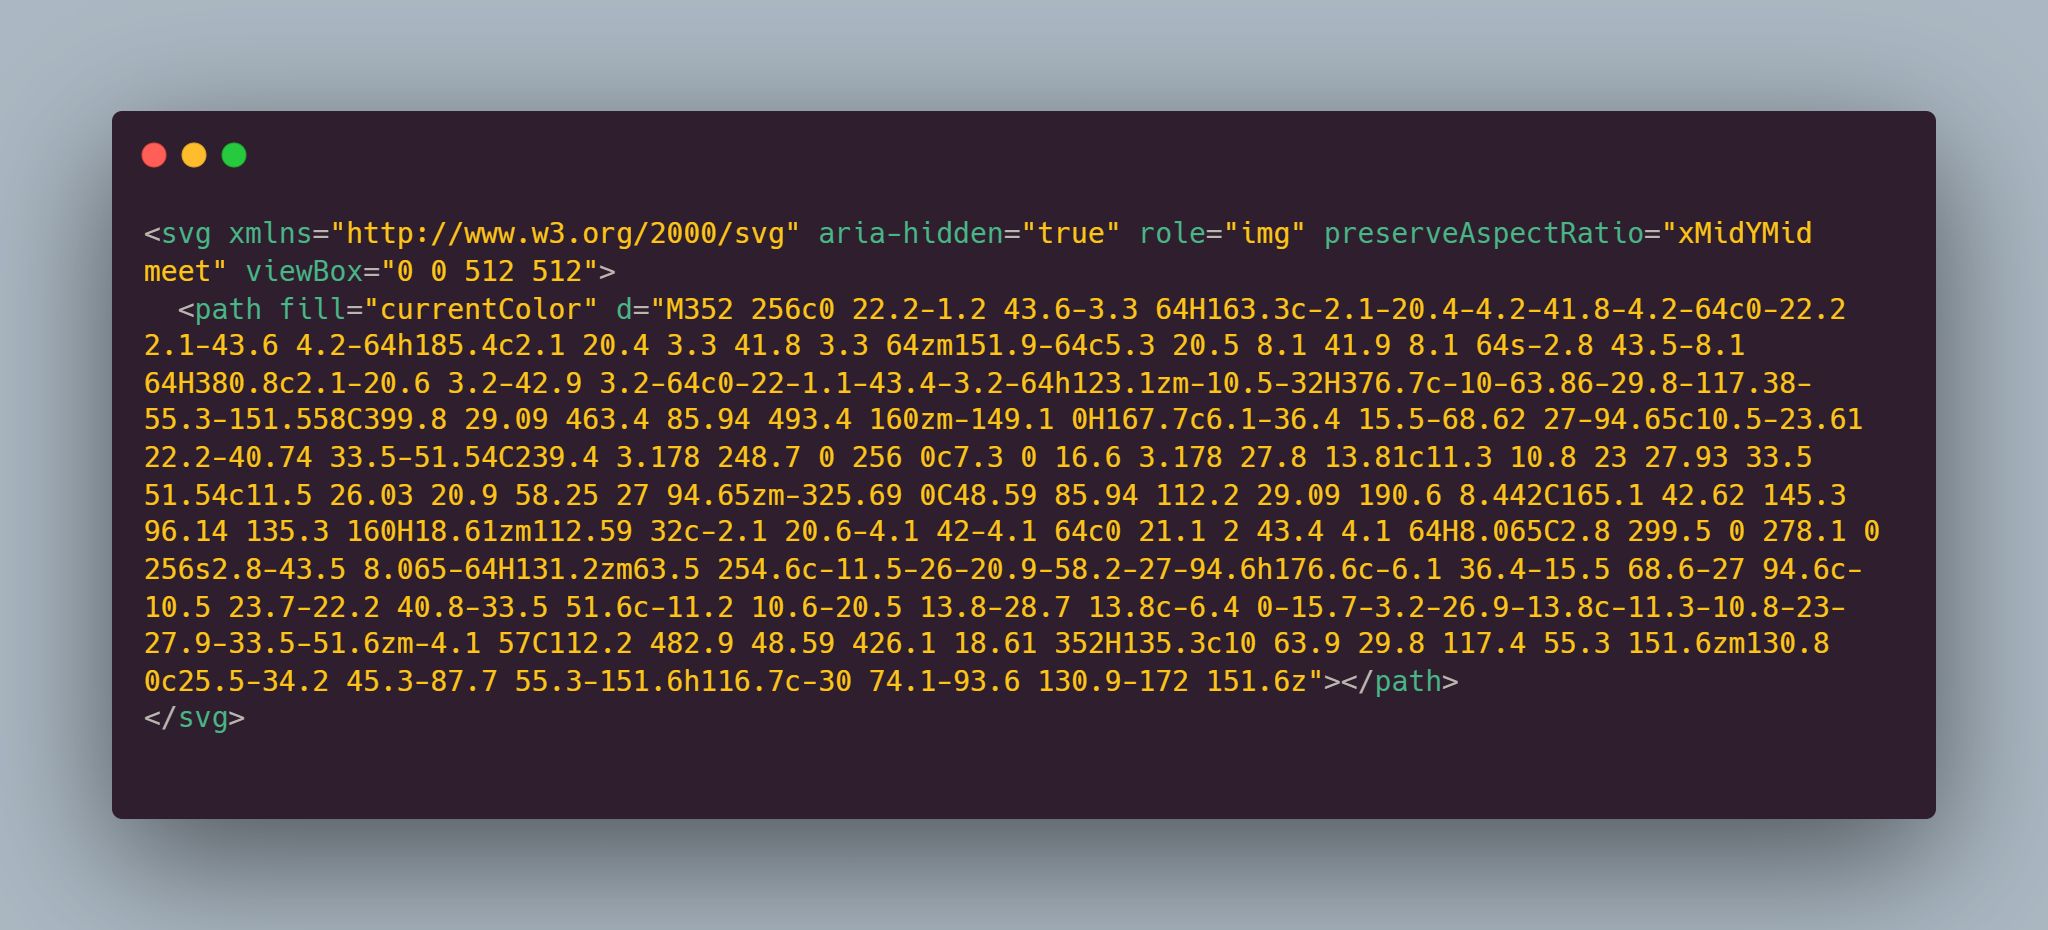 <svg xmlns="http://www.w3.org/2000/svg" aria-hidden="true" role="img" preserveAspectRatio="xMidYMid
meet" viewBox="0 0 512 512">
  <path fill="currentColor" d="M352 256c0 22.2-1.2 43.6-3.3 64H163.3c-2.1-20.4-4.2-41.8-4.2-64c0-22.2
2.1-43.6 4.2-64h185.4c2.1 20.4 3.3 41.8 3.3 64zm151.9-64c5.3 20.5 8.1 41.9 8.1 64s-2.8 43.5-8.1
64H380.8c2.1-20.6 3.2-42.9 3.2-64c0-22-1.1-43.4-3.2-64h123.1zm-10.5-32H376.7c-10-63.86-29.8-117.38-
55.3-151.558C399.8 29.09 463.4 85.94 493.4 160zm-149.1 0H167.7c6.1-36.4 15.5-68.62 27-94.65c10.5-23.61
22.2-40.74 33.5-51.54C239.4 3.178 248.7 0 256 0c7.3 0 16.6 3.178 27.8 13.81c11.3 10.8 23 27.93 33.5
51.54c11.5 26.03 20.9 58.25 27 94.65zm-325.69 0C48.59 85.94 112.2 29.09 190.6 8.442C165.1 42.62 145.3
96.14 135.3 160H18.61zm112.59 32c-2.1 20.6-4.1 42-4.1 64c0 21.1 2 43.4 4.1 64H8.065C2.8 299.5 0 278.1 0
256s2.8-43.5 8.065-64H131.2zm63.5 254.6c-11.5-26-20.9-58.2-27-94.6h176.6c-6.1 36.4-15.5 68.6-27 94.6c-
10.5 23.7-22.2 40.8-33.5 51.6c-11.2 10.6-20.5 13.8-28.7 13.8c-6.4 0-15.7-3.2-26.9-13.8c-11.3-10.8-23-
27.9-33.5-51.6zm-4.1 57C112.2 482.9 48.59 426.1 18.61 352H135.3c10 63.9 29.8 117.4 55.3 151.6zm130.8
0c25.5-34.2 45.3-87.7 55.3-151.6h116.7c-30 74.1-93.6 130.9-172 151.6z"></path>
</svg>